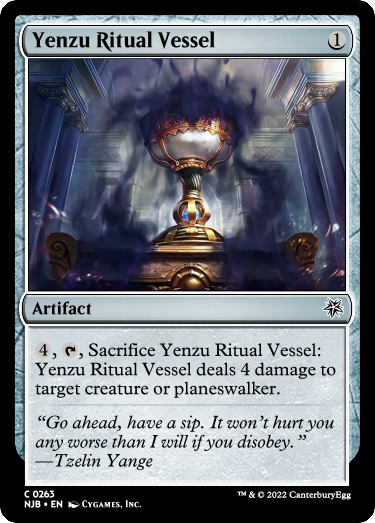 Yenzu Ritual Vessel 1
Artifact
4, T, Sacrifice Yenzu Ritual Vessel:
Yenzu Ritual Vessel deals 4 damage to
target creature or planeswalker.
“Go ahead, have a sip. It won’t hurt you
any worse than I will if you disobey.”
—Tzelin Yange
C 0263
NJB • EN CYGAMES, INC.
™ & © 2022 CanterburyEgg